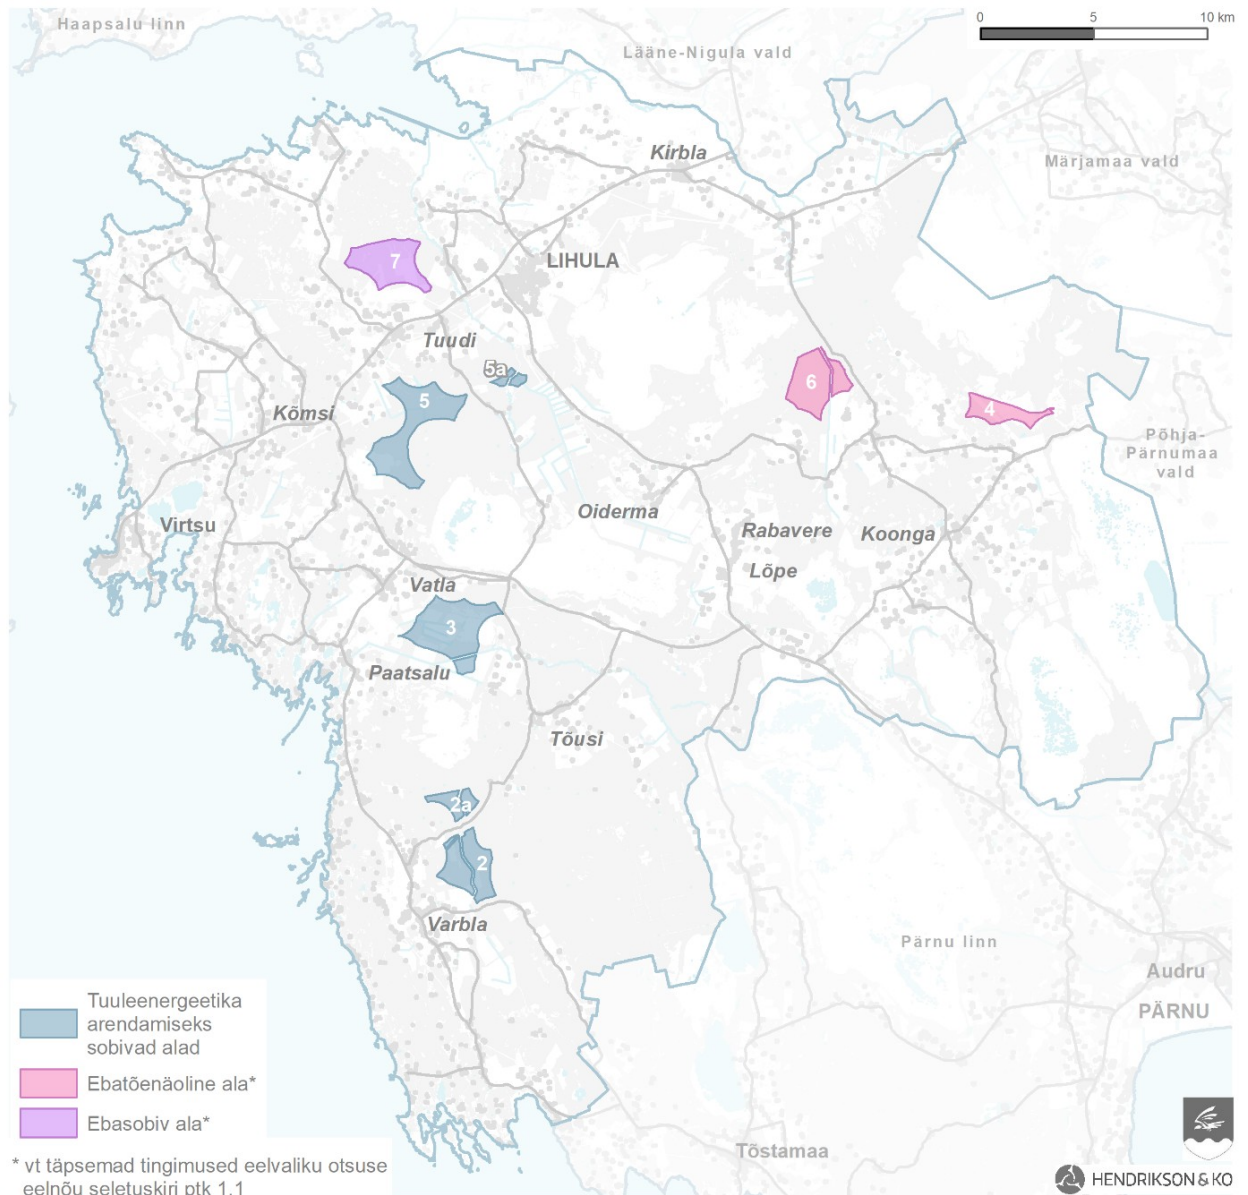 Haapsalu linn
0 5 10 km
Lääne-Nigula vald
Kirbla
Märjamaa vald
7
LIHULA
Tuudi
5a
5
6
4
Kõmsi
Põhja-
Pärnumaa
vald
Virtsu
Oiderma
Rabavere
Koonga
Lõpe
Vatla
3
Paatsalu
Tõusi
2a
2
Varbla
Pärnu linn
Audru
PÄRNU
Tuuleenergeetika
arendamiseks
sobivad alad
Ebatõenäoline ala*
Ebasobiv ala*
* vt täpsemad tingimused eelvaliku otsuse
eelnõu seletuskiri ptk 1.1
Tõstamaa
HENDRIKSON & KO